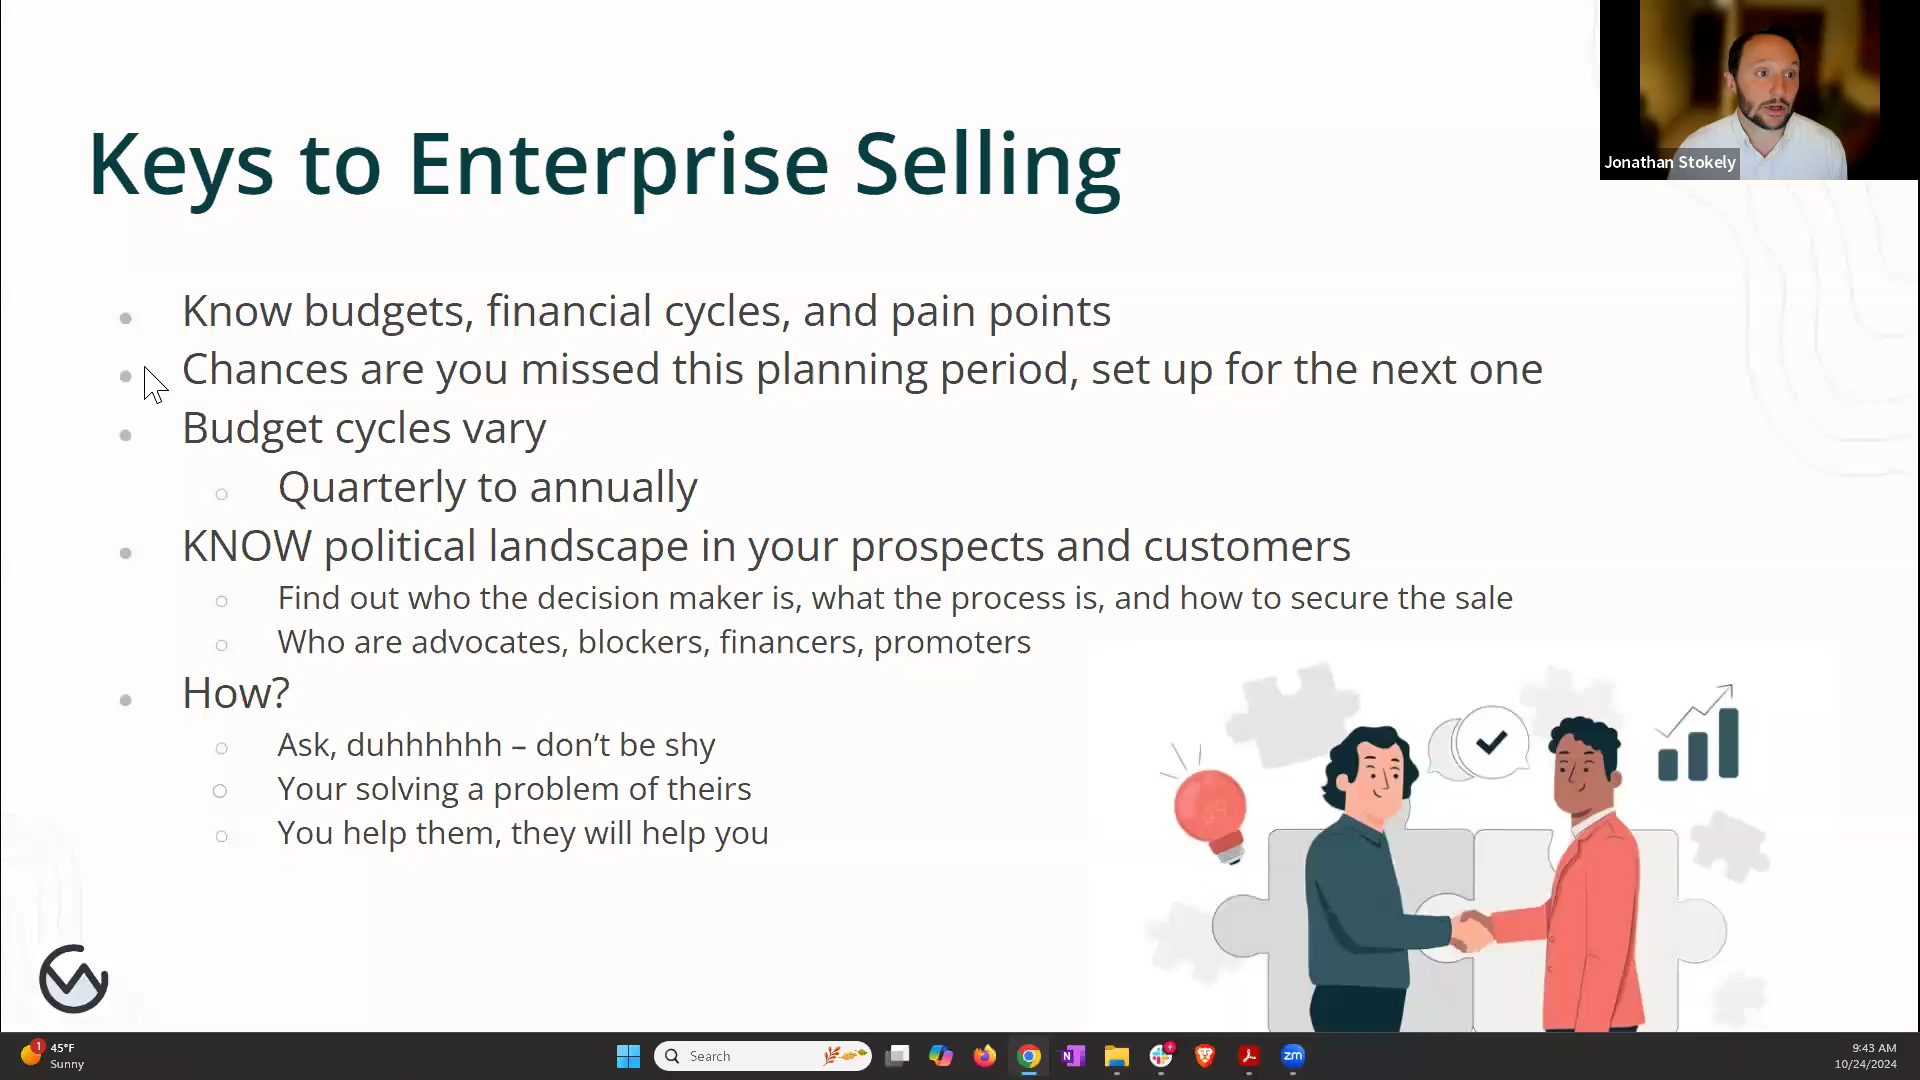 Jonathan Stokely
Keys to Enterprise Selling
Know budgets, financial cycles, and pain points
Chances are you missed this planning period, set up for the next one
Budget cycles vary
Quarterly to annually
KNOW political landscape in your prospects and customers
Find out who the decision maker is, what the process is, and how to secure the sale
Who are advocates, blockers, financers, promoters
How?
Ask, duhhhhhh – don’t be shy
Your solving a problem of theirs
You help them, they will help you
1
45°F
Sunny
Search
N
zm
9:43 AM
10/24/2024